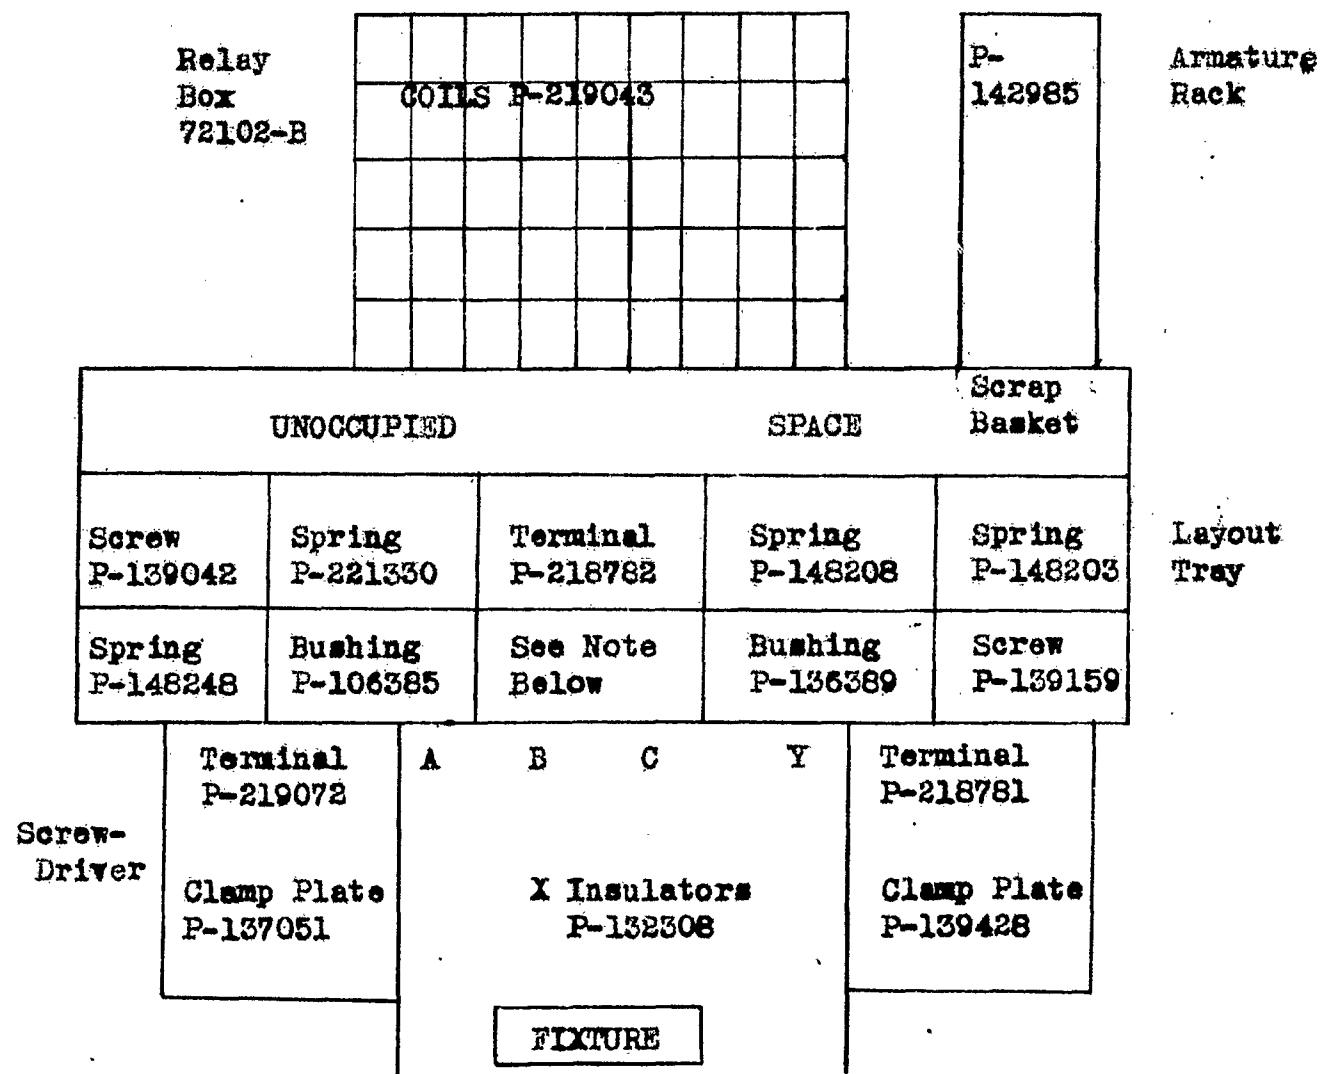 Relay
Box
72102-B
COILS P-219043
P-
142985
Armature
Rack
UNOCCUPIED SPACE
Scrap
Basket
Screw
P-139042
Spring
P-221330
Terminal
P-218782
Spring
P-148208
Spring
P-148203
Layout
Tray
Spring
P-148248
Bushing
P-106385
See Note
Below
Bushing
P-136389
Screw
P-139159
Terminal
P-219072
A B C Y
Terminal
P-218781
Screw-
Driver
Clamp Plate
P-137051
X Insulators
P-132308
Clamp Plate
P-139428
FIXTURE